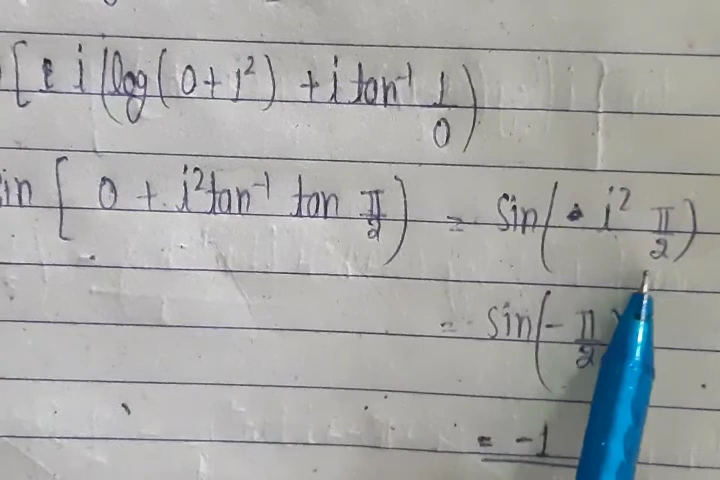 [ i (log(0+1²) + i tan⁻¹ 1/0)
in [ 0 + i² tan⁻¹ tan π/2 ) = sin( i² π/2 )
= sin(- π/2
= -1